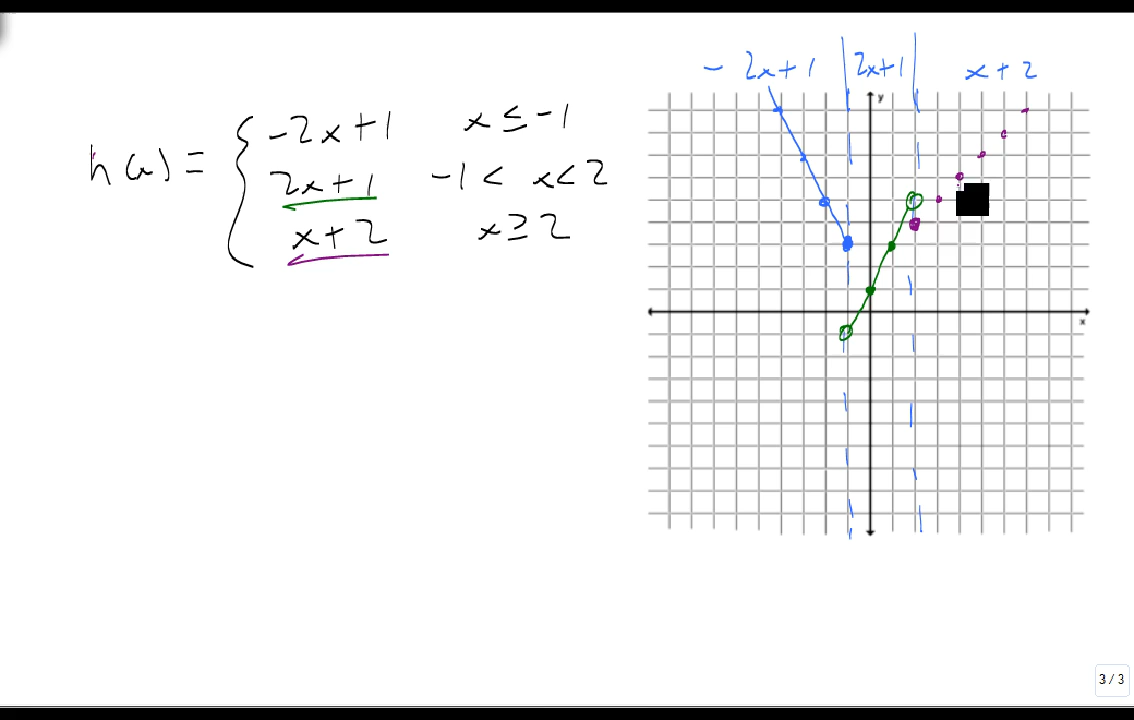 h(x) = { -2x+1   x ≤ -1
2x+1   -1 < x < 2
x+2   x ≥ 2
-2x+1 | 2x+1 | x+2
y
x
3 / 3